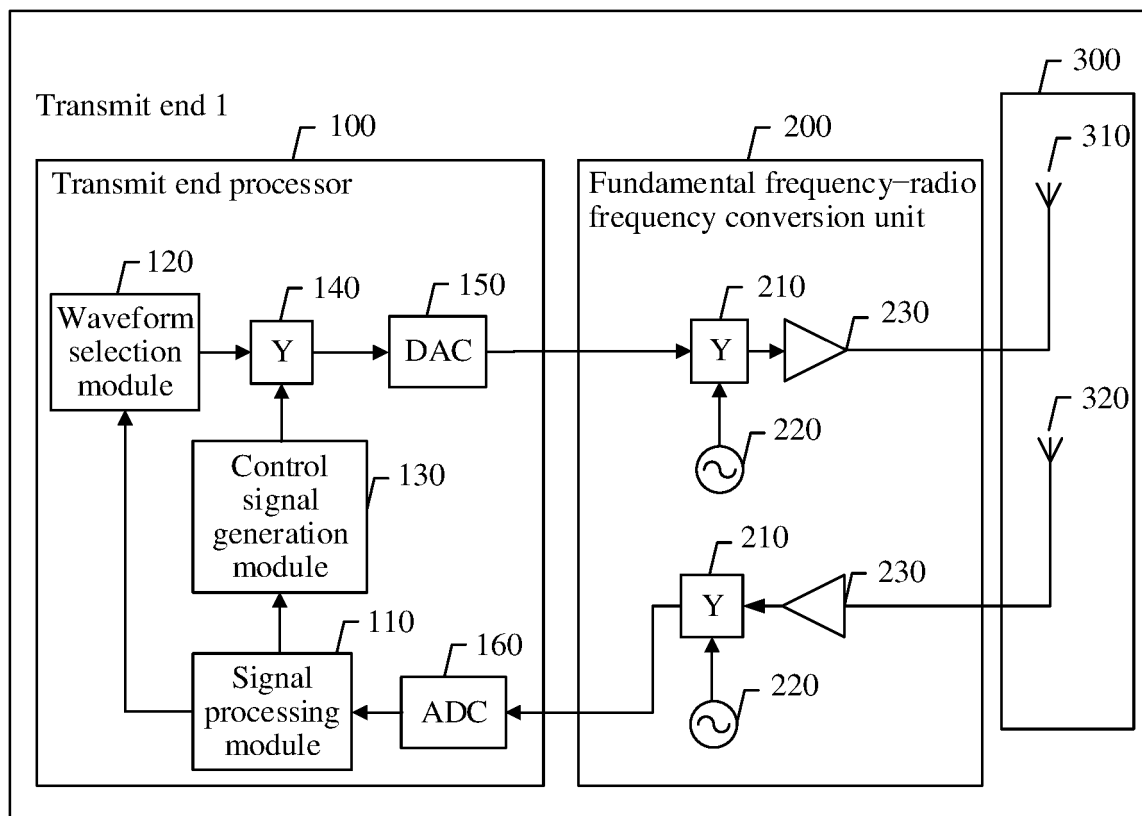 300
Transmit end 1
100
200
310
Transmit end processor
Fundamental frequency–radio
frequency conversion unit
120
140
150
210
230
Waveform
selection
module
Y
DAC
Y
320
220
Control
signal
generation
module
130
210
230
Y
110
160
220
Signal
processing
module
ADC